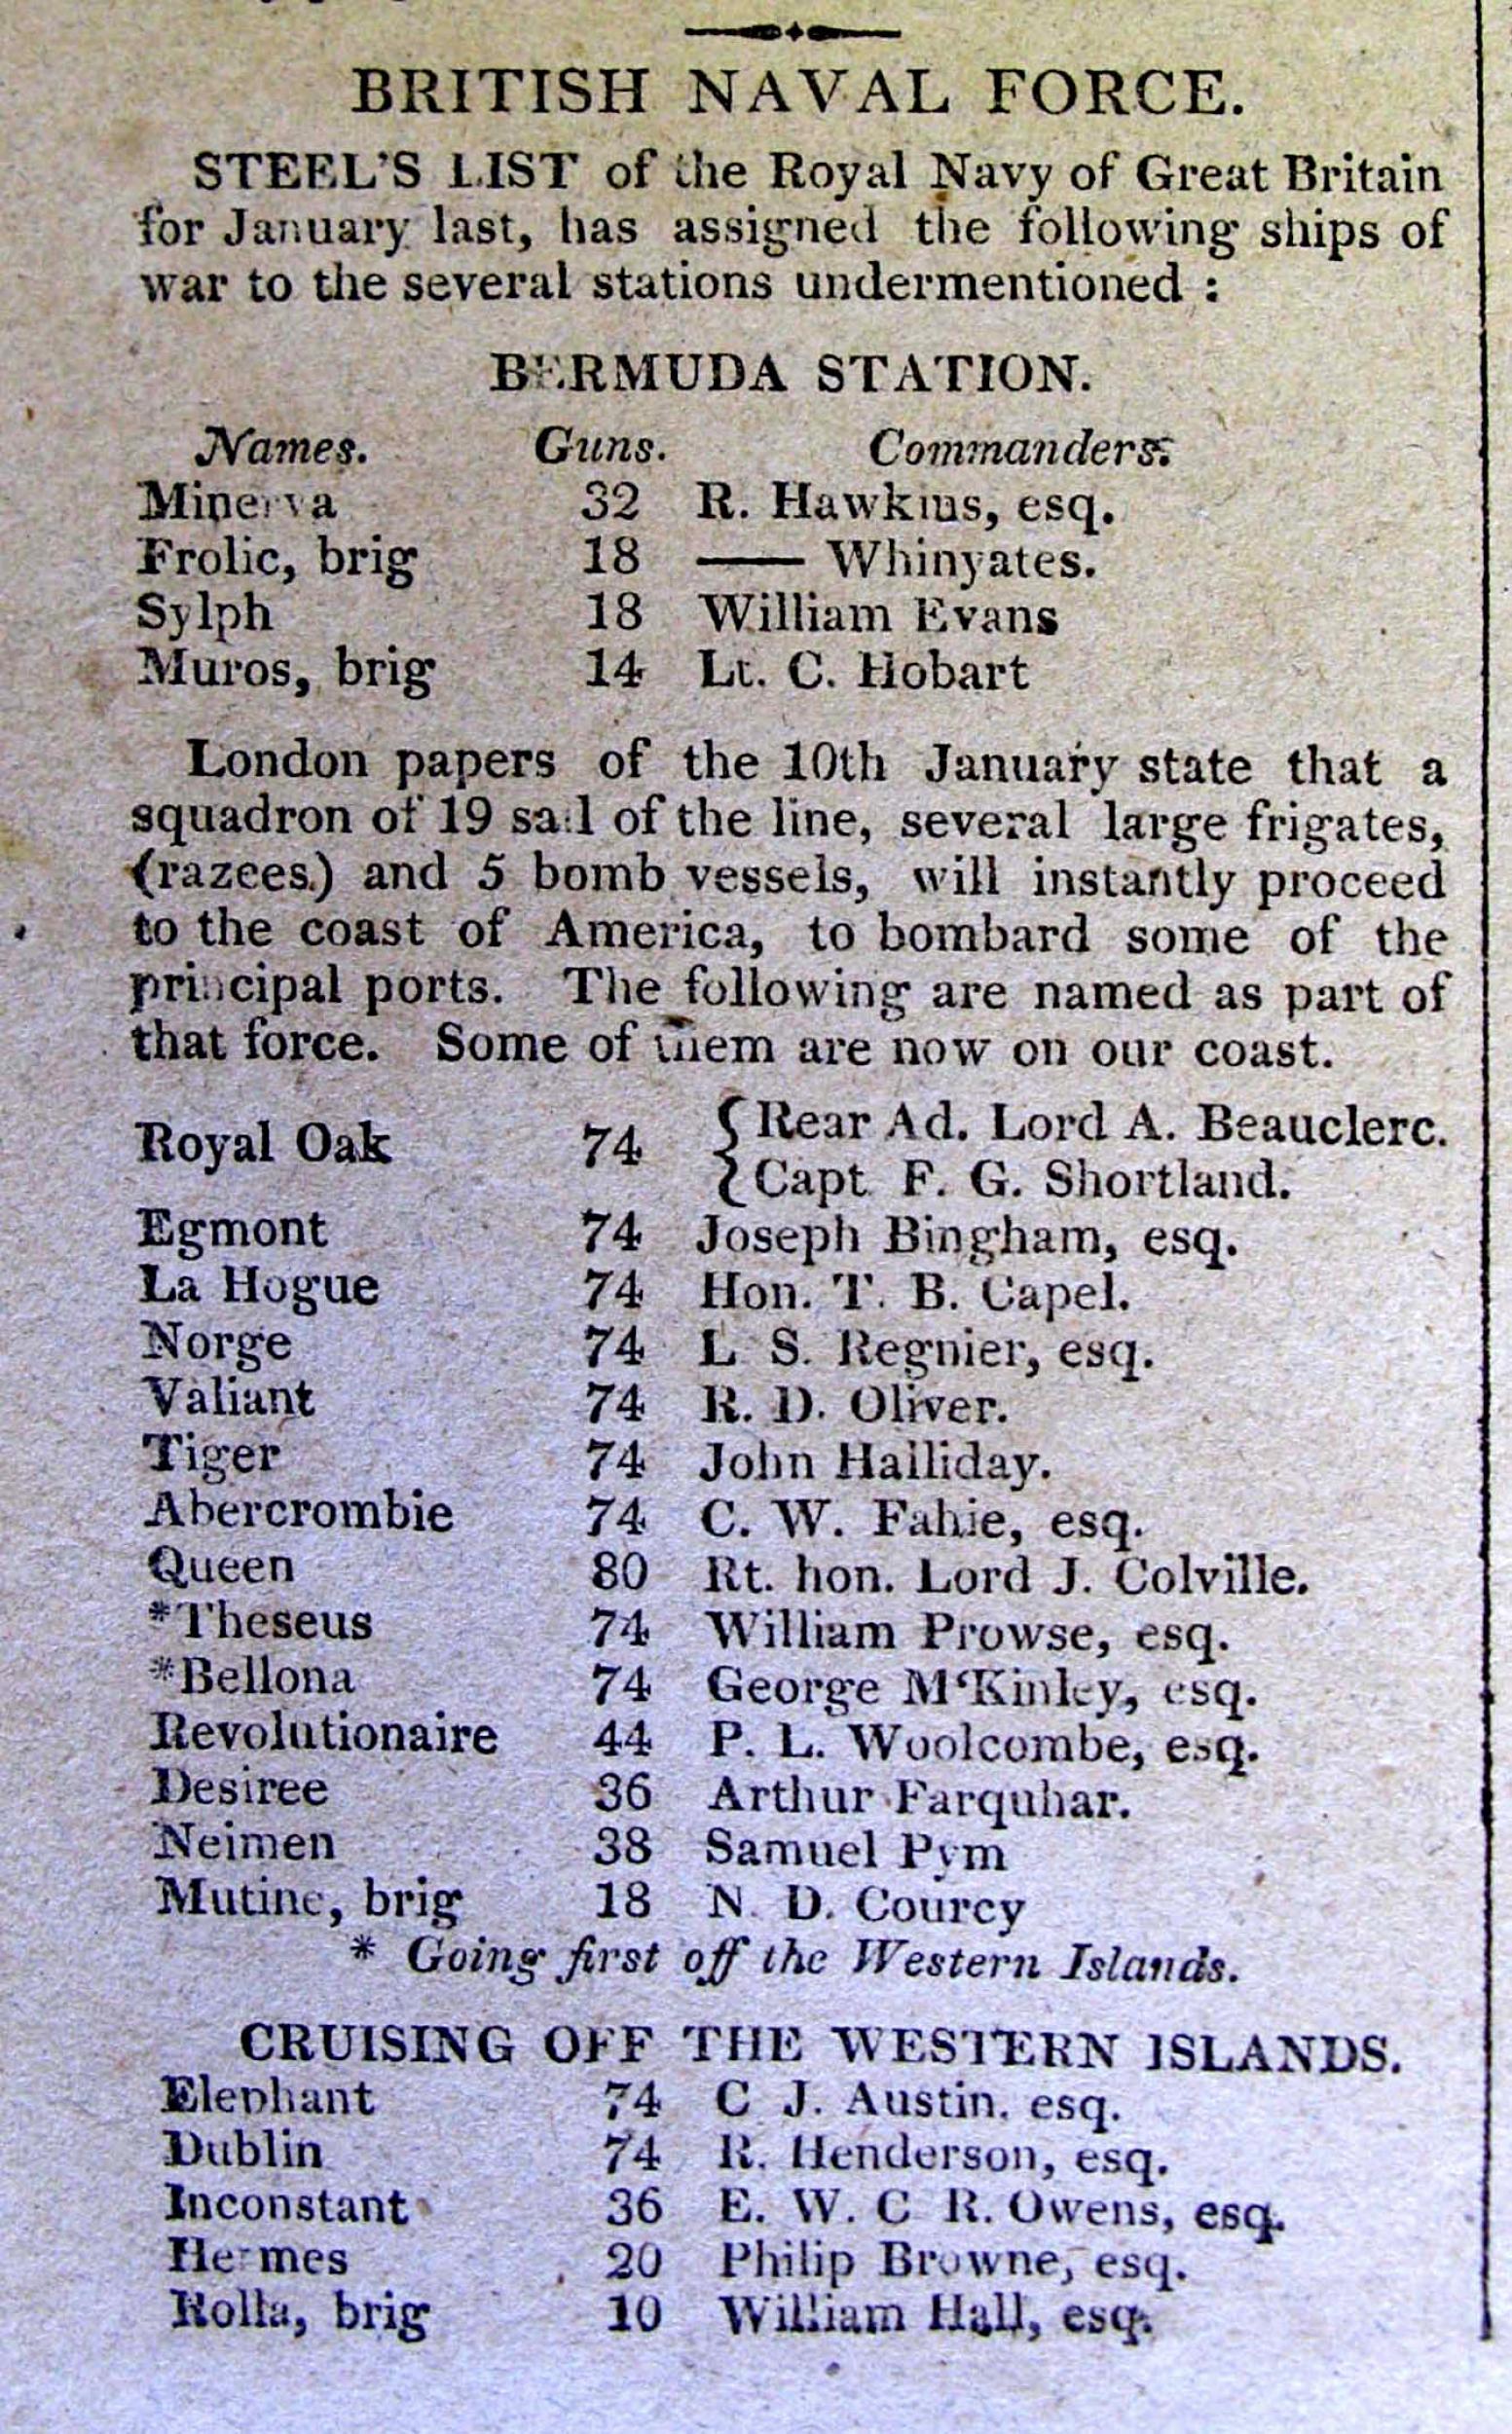 BRITISH NAVAL FORCE.
STEEL'S LIST of the Royal Navy of Great Britain
for January last, has assigned the following ships of
war to the several stations undermentioned :
BERMUDA STATION.
Names. Guns. Commanders.
Minerva 32 R. Hawkins, esq.
Frolic, brig 18 —— Whinyates.
Sylph 18 William Evans
Muros, brig 14 Lt. C. Hobart
London papers of the 10th January state that a
squadron of 19 sail of the line, several large frigates,
(razees.) and 5 bomb vessels, will instantly proceed
to the coast of America, to bombard some of the
principal ports. The following are named as part of
that force. Some of them are now on our coast.
Royal Oak 74 { Rear Ad. Lord A. Beauclerc.
{ Capt F. G. Shortland.
Egmont 74 Joseph Bingham, esq.
La Hogue 74 Hon. T. B. Capel.
Norge 74 L S. Regnier, esq.
Valiant 74 R. D. Oliver.
Tiger 74 John Halliday.
Abercrombie 74 C. W. Fahie, esq.
Queen 80 Rt. hon. Lord J. Colville.
*Theseus 74 William Prowse, esq.
*Bellona 74 George M'Kinley, esq.
Revolutionaire 44 P. L. Woolcombe, esq.
Desiree 36 Arthur Farquhar.
Neimen 38 Samuel Pym
Mutine, brig 18 N. D. Courcy
* Going first off the Western Islands.
CRUISING OFF THE WESTERN ISLANDS.
Elephant 74 C J. Austin, esq.
Dublin 74 R. Henderson, esq.
Inconstant 36 E. W. C R. Owens, esq.
Hermes 20 Philip Browne, esq.
Rolla, brig 10 William Hall, esq.